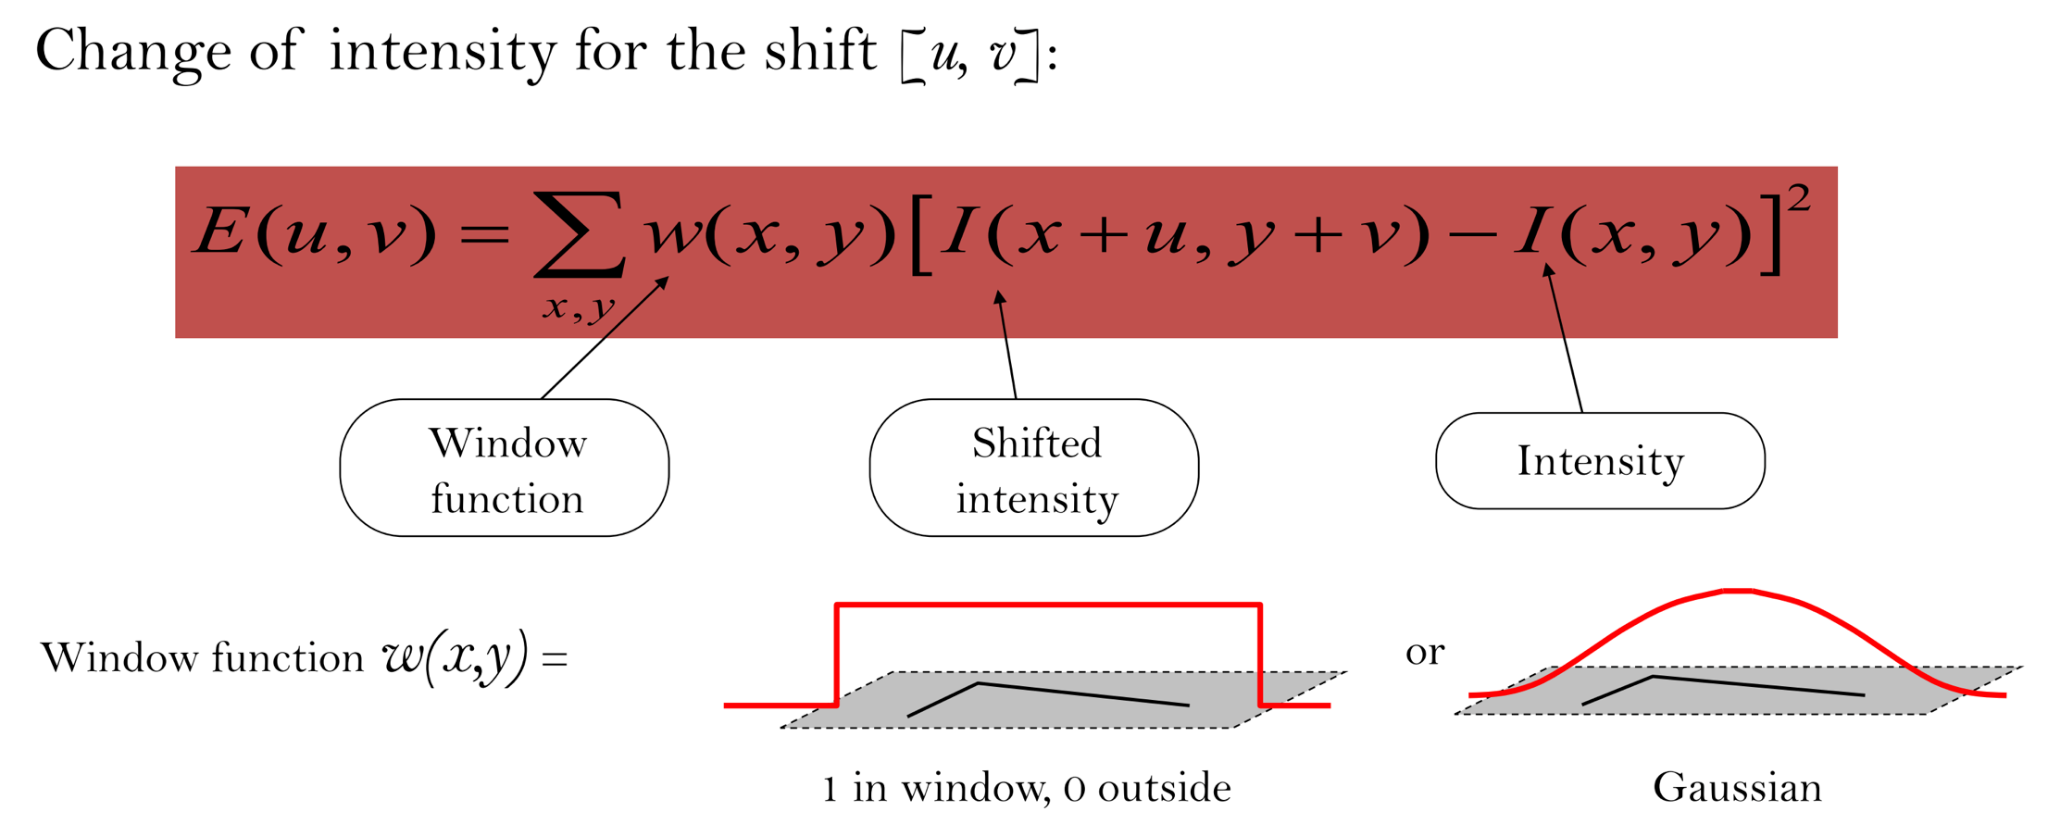 Change of intensity for the shift [u, v]:
E(u,v) = ∑ w(x,y)[I(x+u,y+v)−I(x,y)]²
x,y
Window
function
Shifted
intensity
Intensity
Window function w(x,y) =
or
1 in window, 0 outside
Gaussian